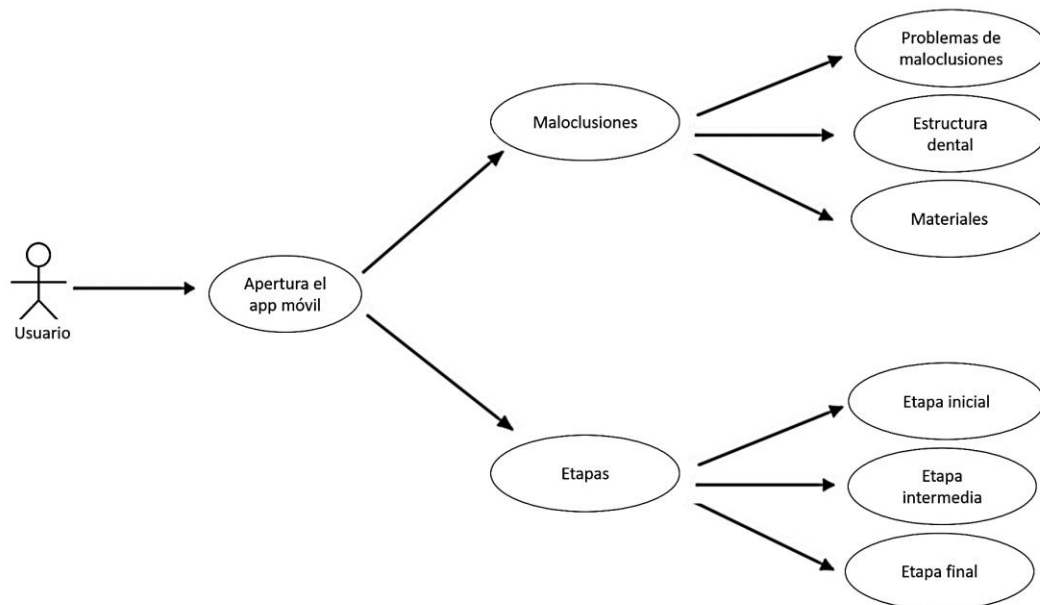 Problemas de
maloclusiones
Maloclusiones
Estructura
dental
Materiales
Apertura el
app móvil
Usuario
Etapa inicial
Etapas
Etapa
intermedia
Etapa final